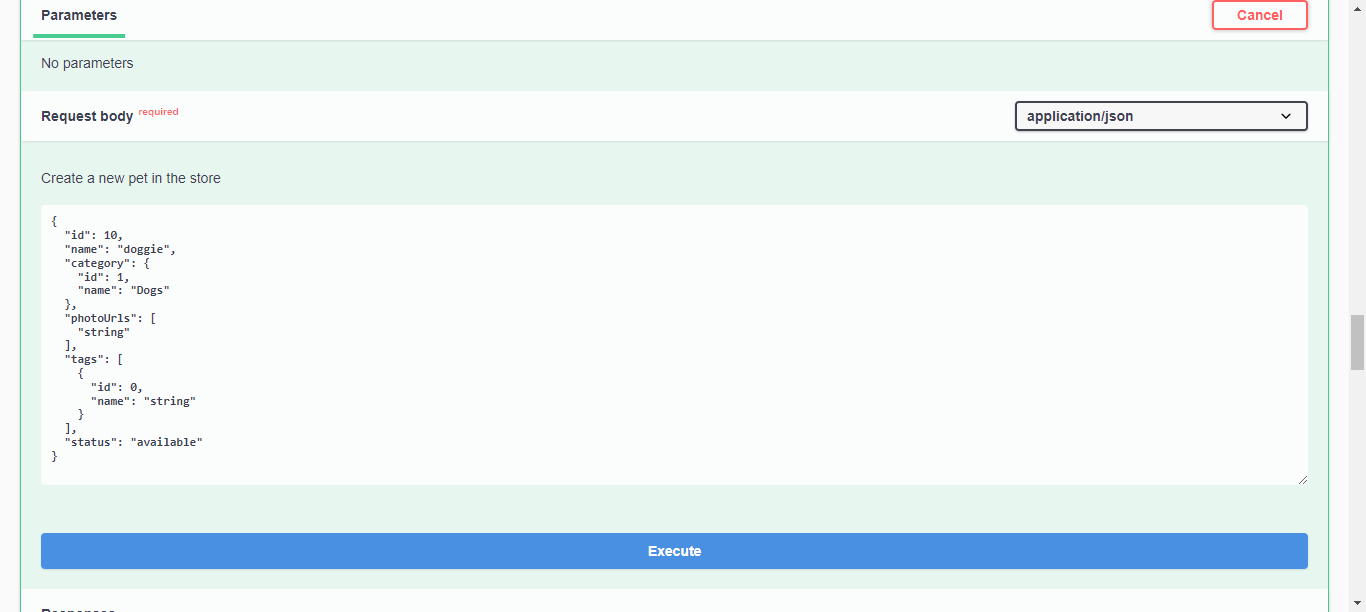 Parameters
Cancel
No parameters
Request body required
application/json
Create a new pet in the store
{
  "id": 10,
  "name": "doggie",
  "category": {
    "id": 1,
    "name": "Dogs"
  },
  "photoUrls": [
    "string"
  ],
  "tags": [
    {
      "id": 0,
      "name": "string"
    }
  ],
  "status": "available"
}
Execute